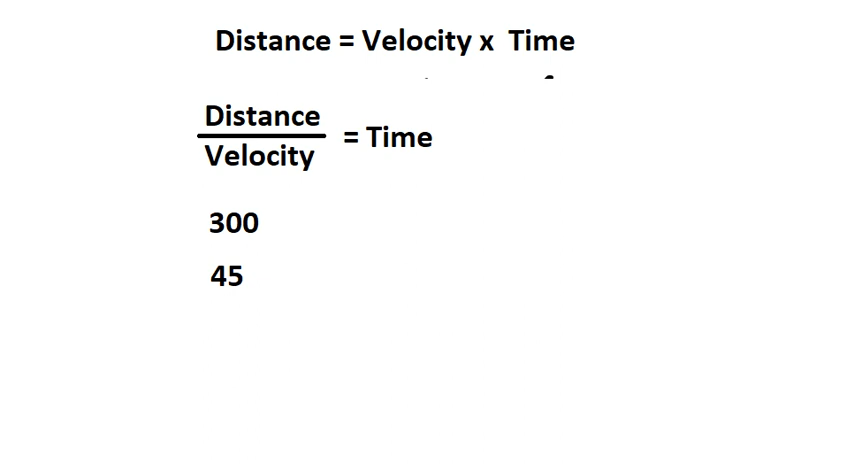 Distance = Velocity x Time
Distance
Velocity
= Time
300
45